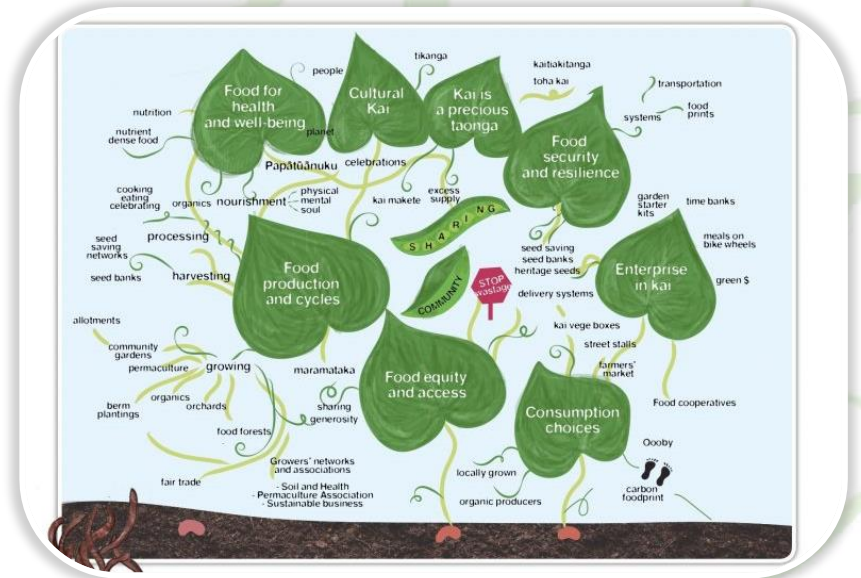 Food for
health
and well-being
people
Cultural
Kai
tikanga
Kai is
a precious
taonga
kaitiakitanga
toha kai
transportation
food
prints
systems
nutrition
nutrient
dense food
planet
Papātūānuku
celebrations
Food
security
and resilience
cooking
eating
celebrating
organics
nourishment
physical
mental
soul
kai makete
excess
supply
SHARING
garden
starter
kits
time banks
seed
saving
networks
processing
seed banks
harvesting
Food
production
and cycles
COMMUNITY
STOP
wastage
seed saving
seed banks
heritage seeds
delivery systems
Enterprise
in kai
meals on
bike wheels
green $
allotments
community
gardens
permaculture
growing
maramataka
kai vege boxes
street stalls
farmers'
market
berm
plantings
organics
orchards
food forests
sharing
generosity
Food equity
and access
Consumption
choices
Food cooperatives
Growers' networks
and associations
- Soil and Health
- Permaculture Association
- Sustainable business
fair trade
locally grown
organic producers
Oooby
carbon
footprint